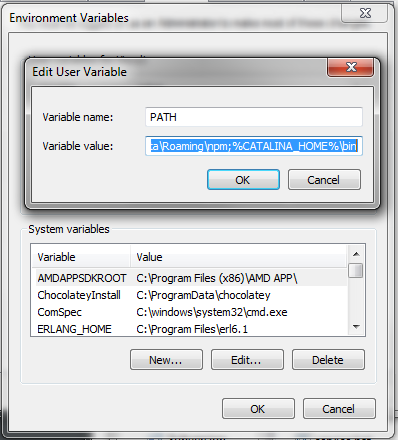 Environment Variables
Edit User Variable
Variable name: PATH
Variable value: ta\Roaming\npm;%CATALINA_HOME%\bin
OK Cancel
System variables
Variable Value
AMDAPPSDKROOT C:\Program Files (x86)\AMD APP\
ChocolateyInstall C:\ProgramData\chocolatey
ComSpec C:\windows\system32\cmd.exe
ERLANG_HOME C:\Program Files\erl6.1
New... Edit... Delete
OK Cancel